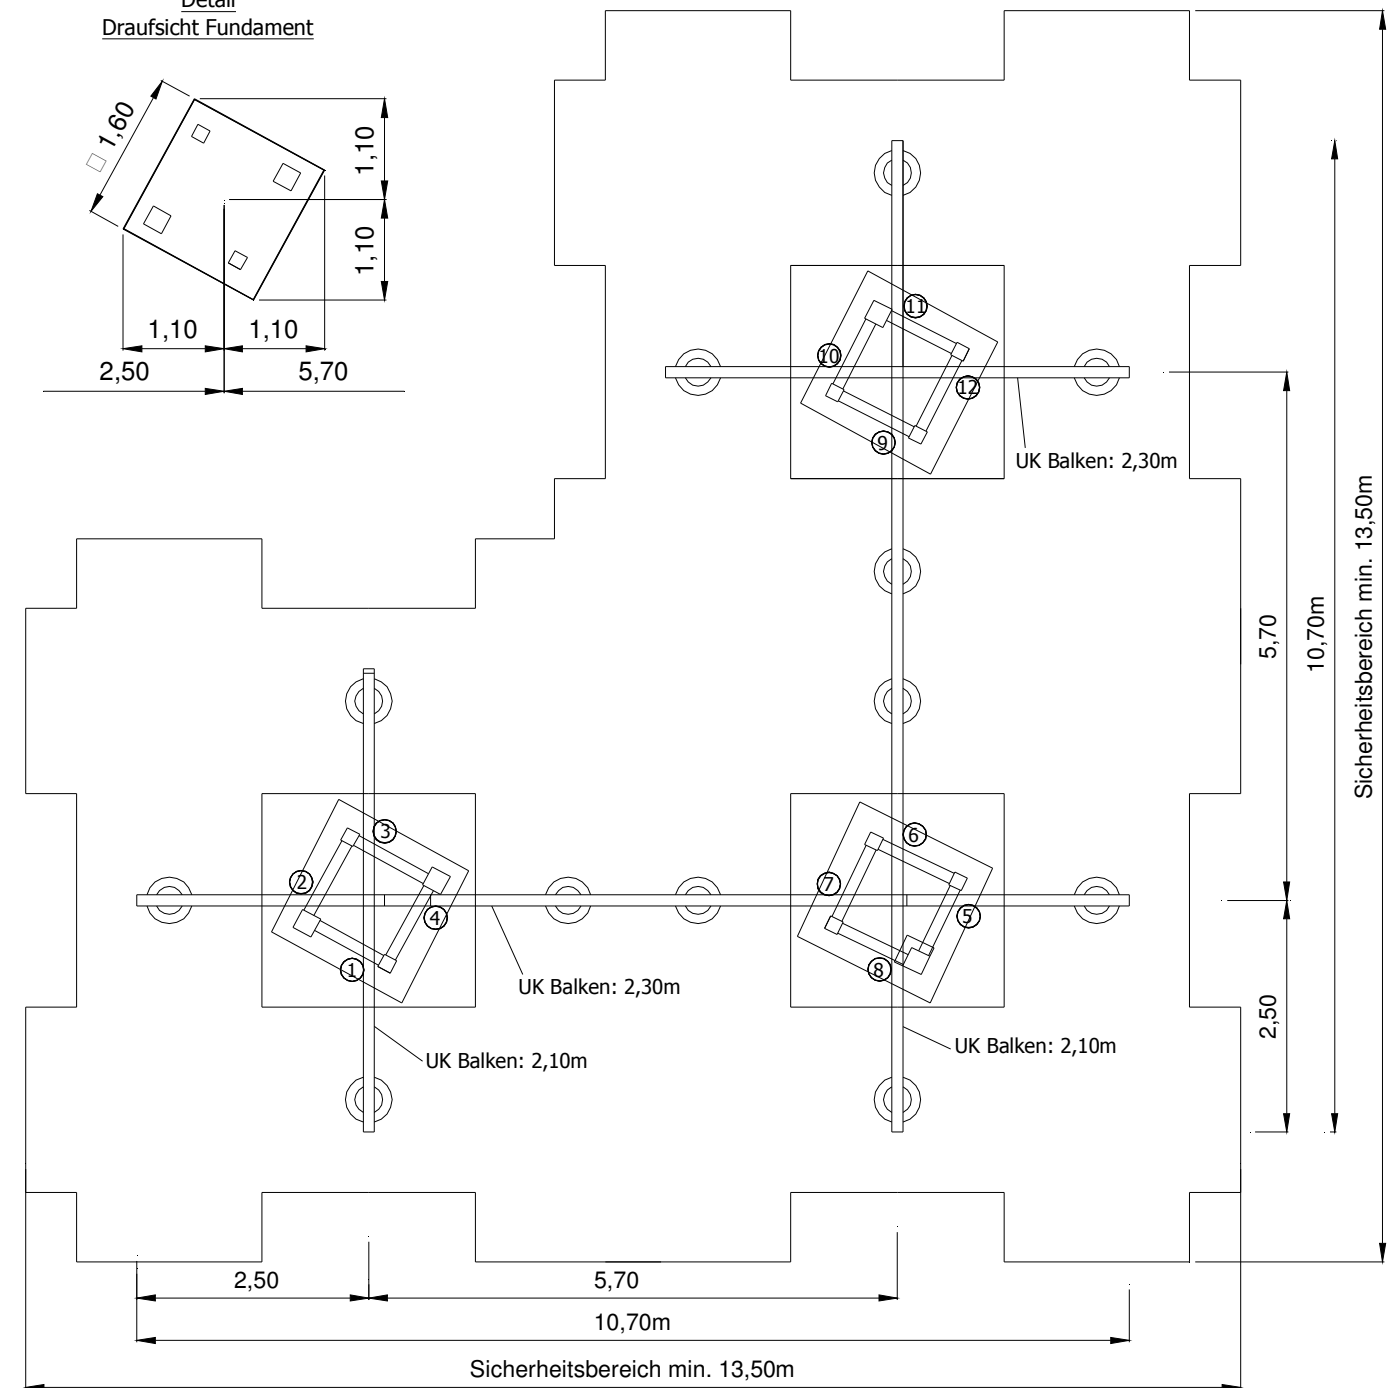 Detail
Draufsicht Fundament
1,60
1,10
1,10
1,10
1,10
2,50
5,70
11
10
12
9
UK Balken: 2,30m
3
2
4
1
6
7
5
8
UK Balken: 2,30m
UK Balken: 2,10m
UK Balken: 2,10m
5,70
2,50
10,70m
Sicherheitsbereich min. 13,50m
2,50
5,70
10,70m
Sicherheitsbereich min. 13,50m